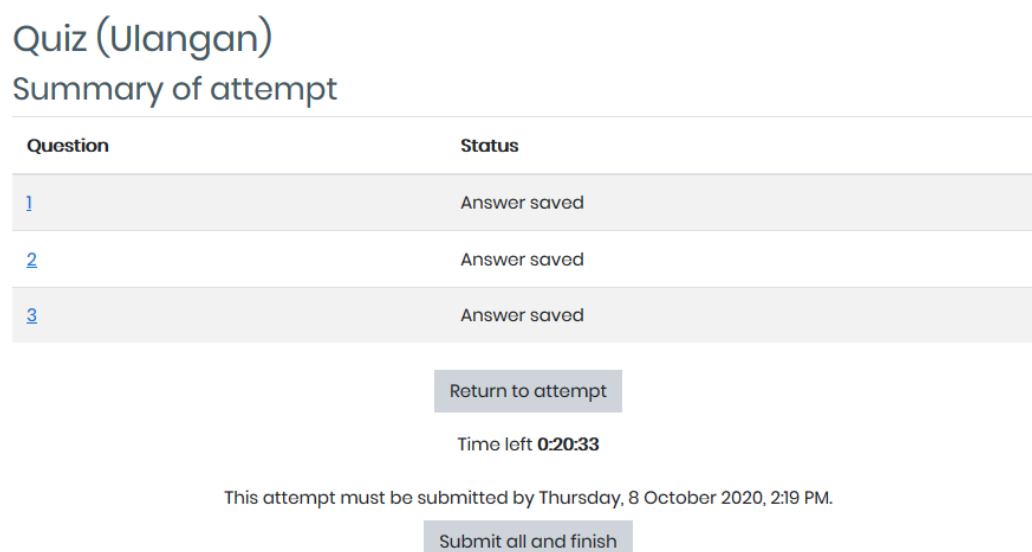 Quiz (Ulangan)
Summary of attempt
Question Status
1 Answer saved
2 Answer saved
3 Answer saved
Return to attempt
Time left 0:20:33
This attempt must be submitted by Thursday, 8 October 2020, 2:19 PM.
Submit all and finish